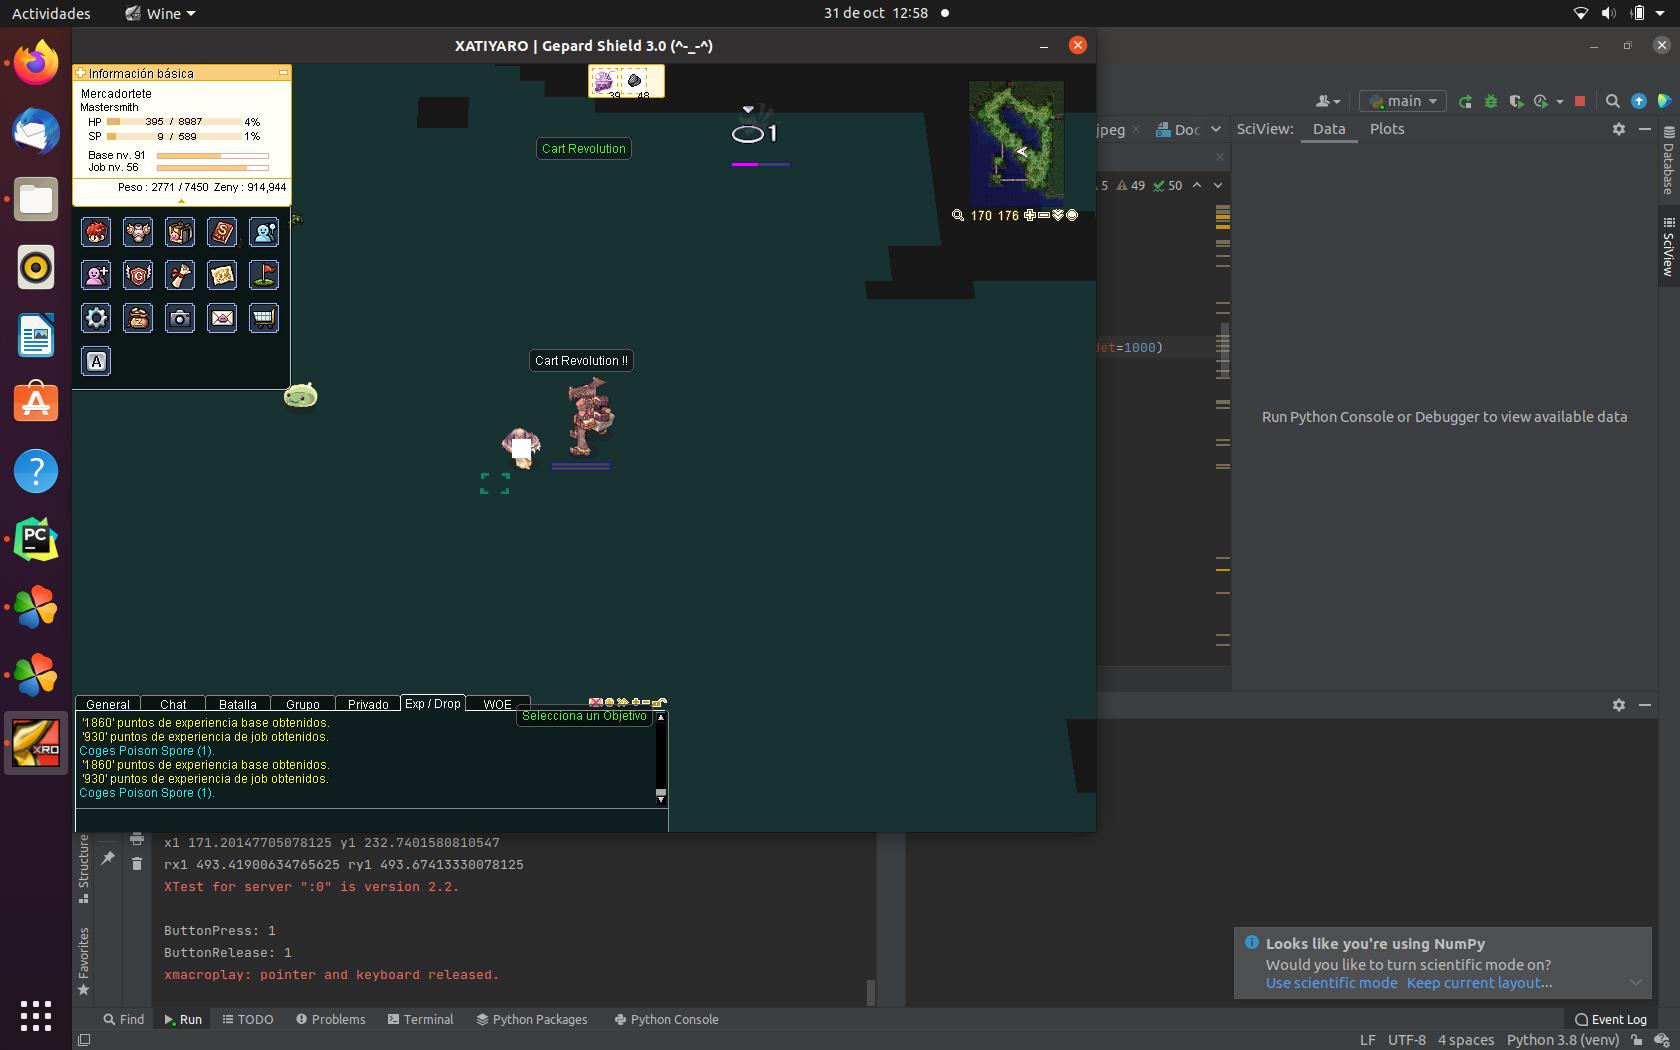 Actividades
Wine
31 de oct 12:58
XATIYARO | Gepard Shield 3.0 (^-_-^)
Información básica
Mercadortete
Mastersmith
HP 395 / 8987 4%
SP 9 / 589 1%
Base nv. 91
Job nv. 56
Peso : 2771 / 7450 Zeny : 914,944
39 48
Cart Revolution
1
170 176
Cart Revolution !!
General Chat Batalla Grupo Privado Exp / Drop WOE
Selecciona un Objetivo
'1860' puntos de experiencia base obtenidos.
'930' puntos de experiencia de job obtenidos.
Coges Poison Spore (1).
'1860' puntos de experiencia base obtenidos.
'930' puntos de experiencia de job obtenidos.
Coges Poison Spore (1).
main
jpeg
Doc
SciView: Data Plots
5 49 50
det=1000)
Run Python Console or Debugger to view available data
Database
SciView
x1 171.20147705078125 y1 232.7401580810547
rx1 493.41900634765625 ry1 493.67413330078125
XTest for server ":0" is version 2.2.
ButtonPress: 1
ButtonRelease: 1
xmacroplay: pointer and keyboard released.
Structure
Favorites
Looks like you're using NumPy
Would you like to turn scientific mode on?
Use scientific mode Keep current layout...
Find Run TODO Problems Terminal Python Packages Python Console Event Log
LF UTF-8 4 spaces Python 3.8 (venv)
PC
XRO